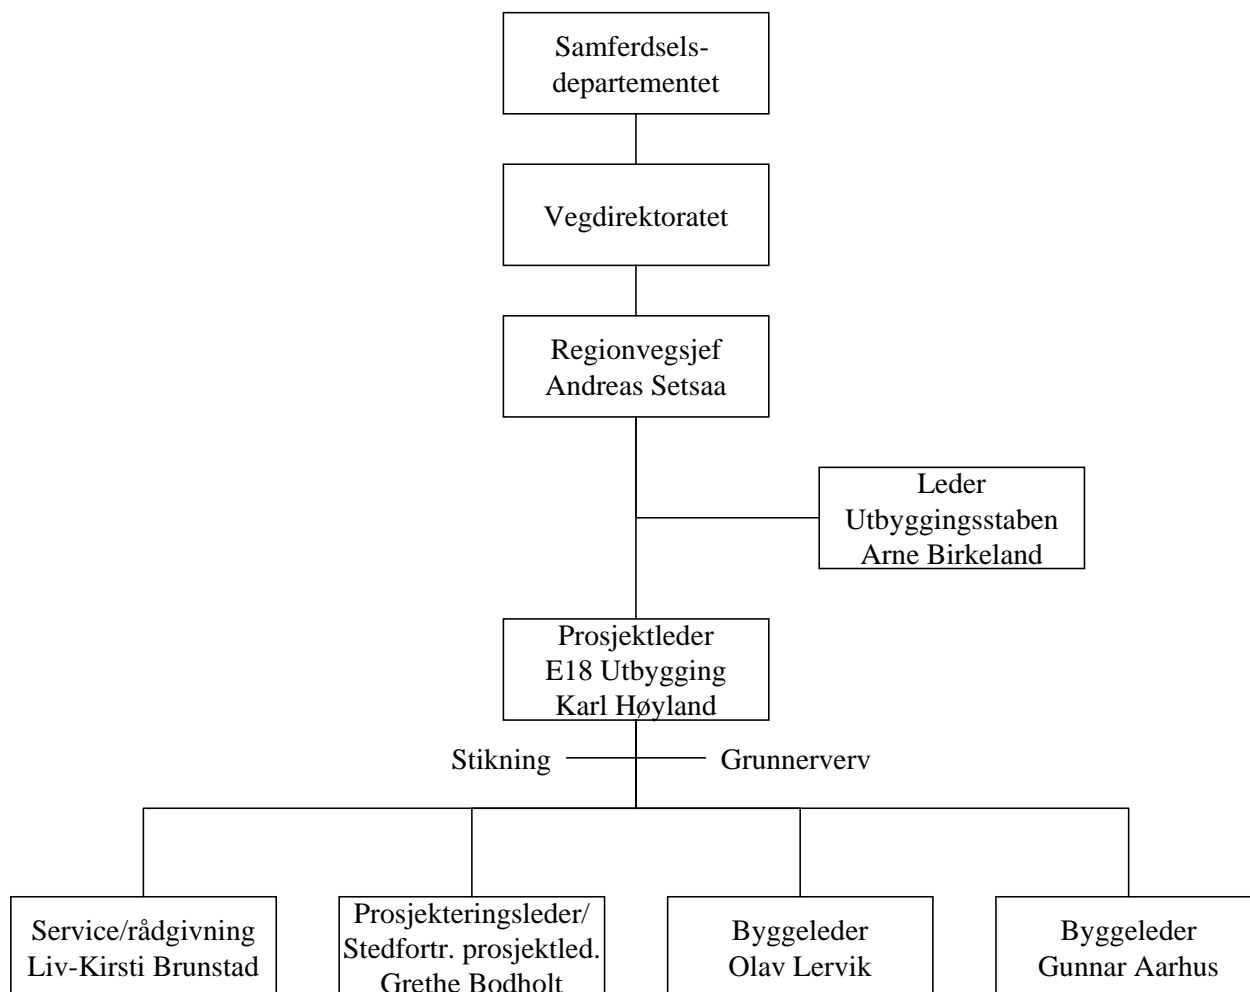 Samferdsels-
departementet
Vegdirektoratet
Regionvegsjef
Andreas Setsaa
Leder
Utbyggingsstaben
Arne Birkeland
Prosjektleder
E18 Utbygging
Karl Høyland
Stikning
Grunnerverv
Service/rådgivning
Liv-Kirsti Brunstad
Prosjekteringsleder/
Stedfortr. prosjektled.
Grethe Bodholt
Byggeleder
Olav Lervik
Byggeleder
Gunnar Aarhus